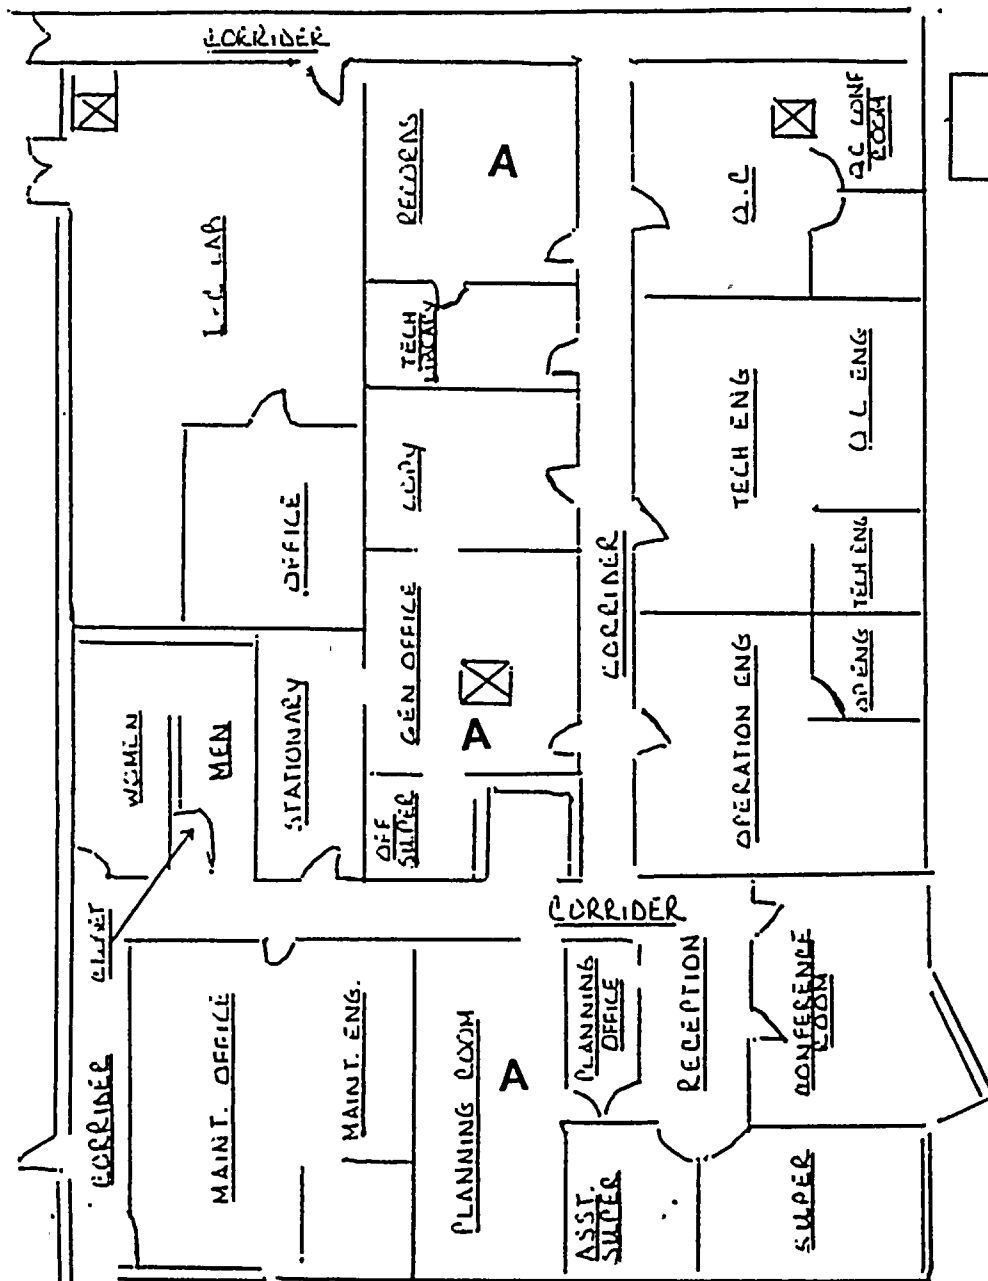 CORRIDER
RECORDS
A
Q.C
QC CONF
ROOM
I-C LAB
TECH
LIBRARY
TECH ENG
Q C ENG
COPY
OFFICE
TECH ENG
CORRIDER
GEN OFFICE
A
OPERATION ENG
OP ENG
WOMEN
MEN
STATIONARY
OFF
SUPER
CLOSET
CORRIDER
CORRIDER
MAINT. OFFICE
MAINT. ENG.
PLANNING ROOM
A
PLANNING
OFFICE
RECEPTION
CONFERENCE
ROOM
ASST.
SUPER
SUPER